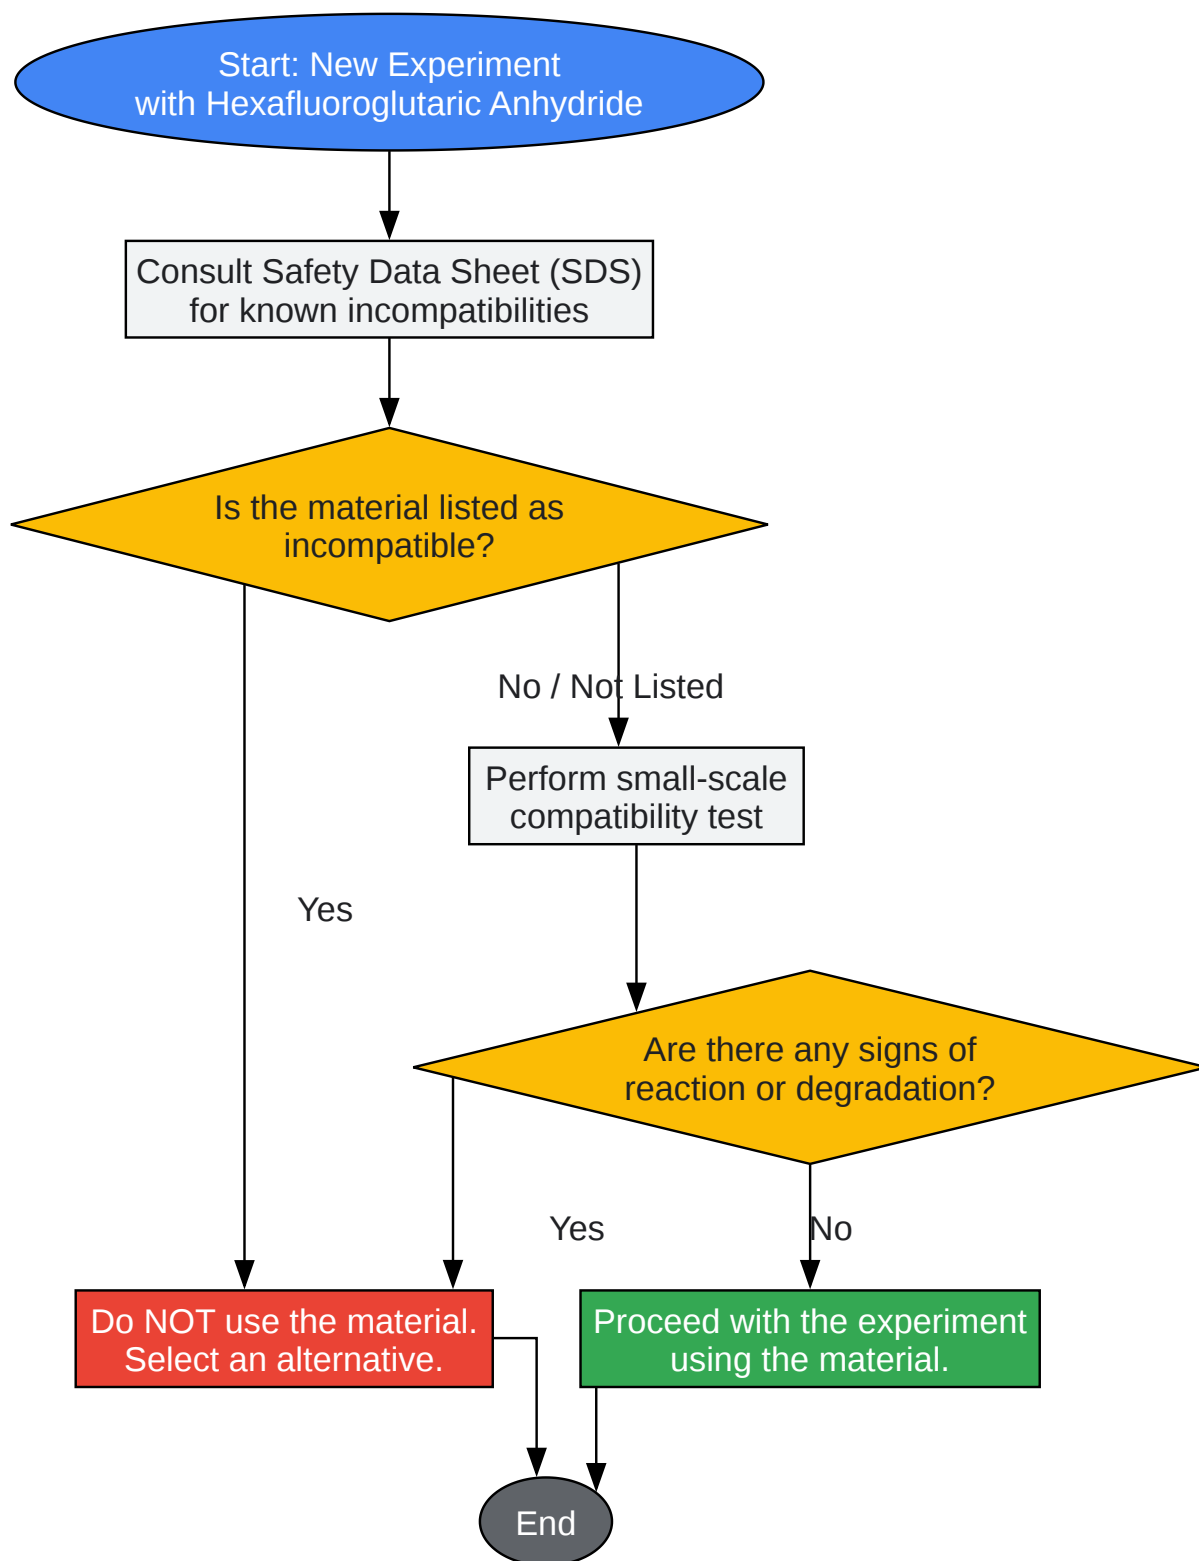 Start: New Experiment
with Hexafluoroglutaric Anhydride
Consult Safety Data Sheet (SDS)
for known incompatibilities
Is the material listed as
incompatible?
No / Not Listed
Perform small-scale
compatibility test
Yes
Are there any signs of
reaction or degradation?
Yes
No
Do NOT use the material.
Select an alternative.
Proceed with the experiment
using the material.
End